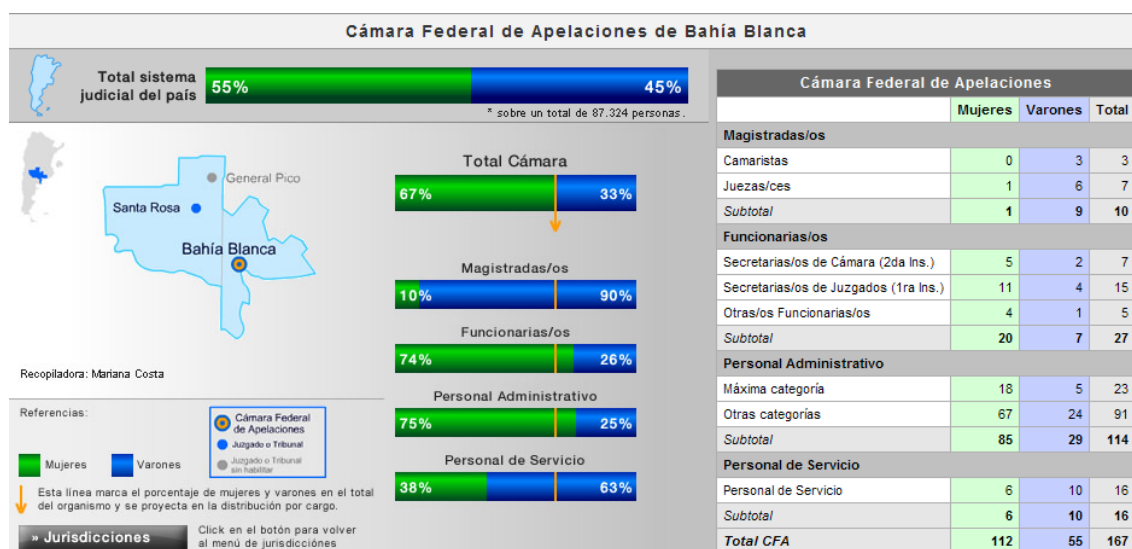 Cámara Federal de Apelaciones de Bahía Blanca
Total sistema
judicial del país
55%
45%
* sobre un total de 87.324 personas.
General Pico
Santa Rosa
Bahía Blanca
Recopiladora: Mariana Costa
Total Cámara
67%
33%
Magistradas/os
10%
90%
Funcionarias/os
74%
26%
Personal Administrativo
75%
25%
Personal de Servicio
38%
63%
Referencias:
Mujeres
Varones
Cámara Federal
de Apelaciones
Juzgado o Tribunal
Juzgado o Tribunal
sin habilitar
Esta línea marca el porcentaje de mujeres y varones en el total
del organismo y se proyecta en la distribución por cargo.
» Jurisdicciones
Click en el botón para volver
al menú de jurisdicciónes
Cámara Federal de Apelaciones
Mujeres Varones Total
Magistradas/os
Camaristas 0 3 3
Juezas/ces 1 6 7
Subtotal 1 9 10
Funcionarias/os
Secretarias/os de Cámara (2da Ins.) 5 2 7
Secretarias/os de Juzgados (1ra Ins.) 11 4 15
Otras/os Funcionarias/os 4 1 5
Subtotal 20 7 27
Personal Administrativo
Máxima categoría 18 5 23
Otras categorías 67 24 91
Subtotal 85 29 114
Personal de Servicio
Personal de Servicio 6 10 16
Subtotal 6 10 16
Total CFA 112 55 167